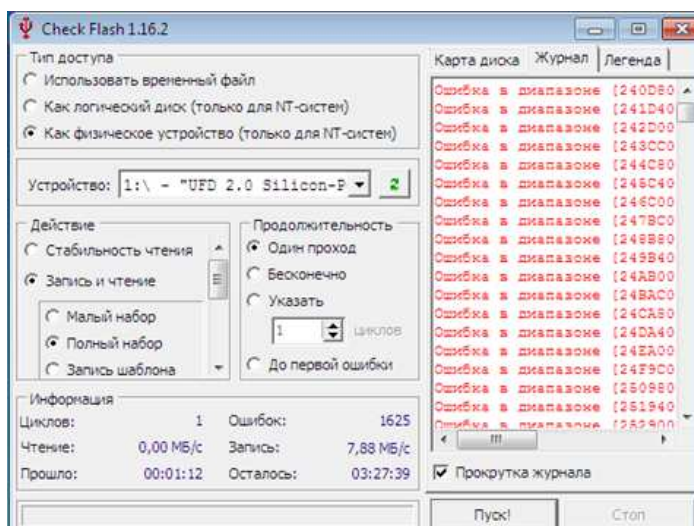 Check Flash 1.16.2
Тип доступа
Использовать временный файл
Как логический диск (только для NT-систем)
Как физическое устройство (только для NT-систем)
Устройство: 1:\ - "UFD 2.0 Silicon-P
Действие
Стабильность чтения
Запись и чтение
Малый набор
Полный набор
Запись шаблона
Продолжительность
Один проход
Бесконечно
Указать
1 циклов
До первой ошибки
Информация
Циклов: 1 Ошибок: 1625
Чтение: 0,00 МБ/с Запись: 7,88 МБ/с
Прошло: 00:01:12 Осталось: 03:27:39
Карта диска Журнал Легенда
Ошибка в диапазоне [240D80
Ошибка в диапазоне [241D40
Ошибка в диапазоне [242D00
Ошибка в диапазоне [243CC0
Ошибка в диапазоне [244C80
Ошибка в диапазоне [245C40
Ошибка в диапазоне [246C00
Ошибка в диапазоне [247BC0
Ошибка в диапазоне [248B80
Ошибка в диапазоне [249B40
Ошибка в диапазоне [24AB00
Ошибка в диапазоне [24BAC0
Ошибка в диапазоне [24CA80
Ошибка в диапазоне [24DA40
Ошибка в диапазоне [24EA00
Ошибка в диапазоне [24F9C0
Ошибка в диапазоне [250980
Ошибка в диапазоне [251940
Ошибка в диапазоне [252900
Прокрутка журнала
Пуск! Стоп